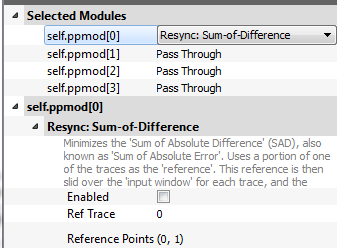 Selected Modules
self.ppmod[0] Resync: Sum-of-Difference
self.ppmod[1] Pass Through
self.ppmod[2] Pass Through
self.ppmod[3] Pass Through
self.ppmod[0]
Resync: Sum-of-Difference
Minimizes the 'Sum of Absolute Difference' (SAD), also
known as 'Sum of Absolute Error'. Uses a portion of one
of the traces as the 'reference'. This reference is then
slid over the 'input window' for each trace, and the
Enabled
Ref Trace 0
Reference Points (0, 1)